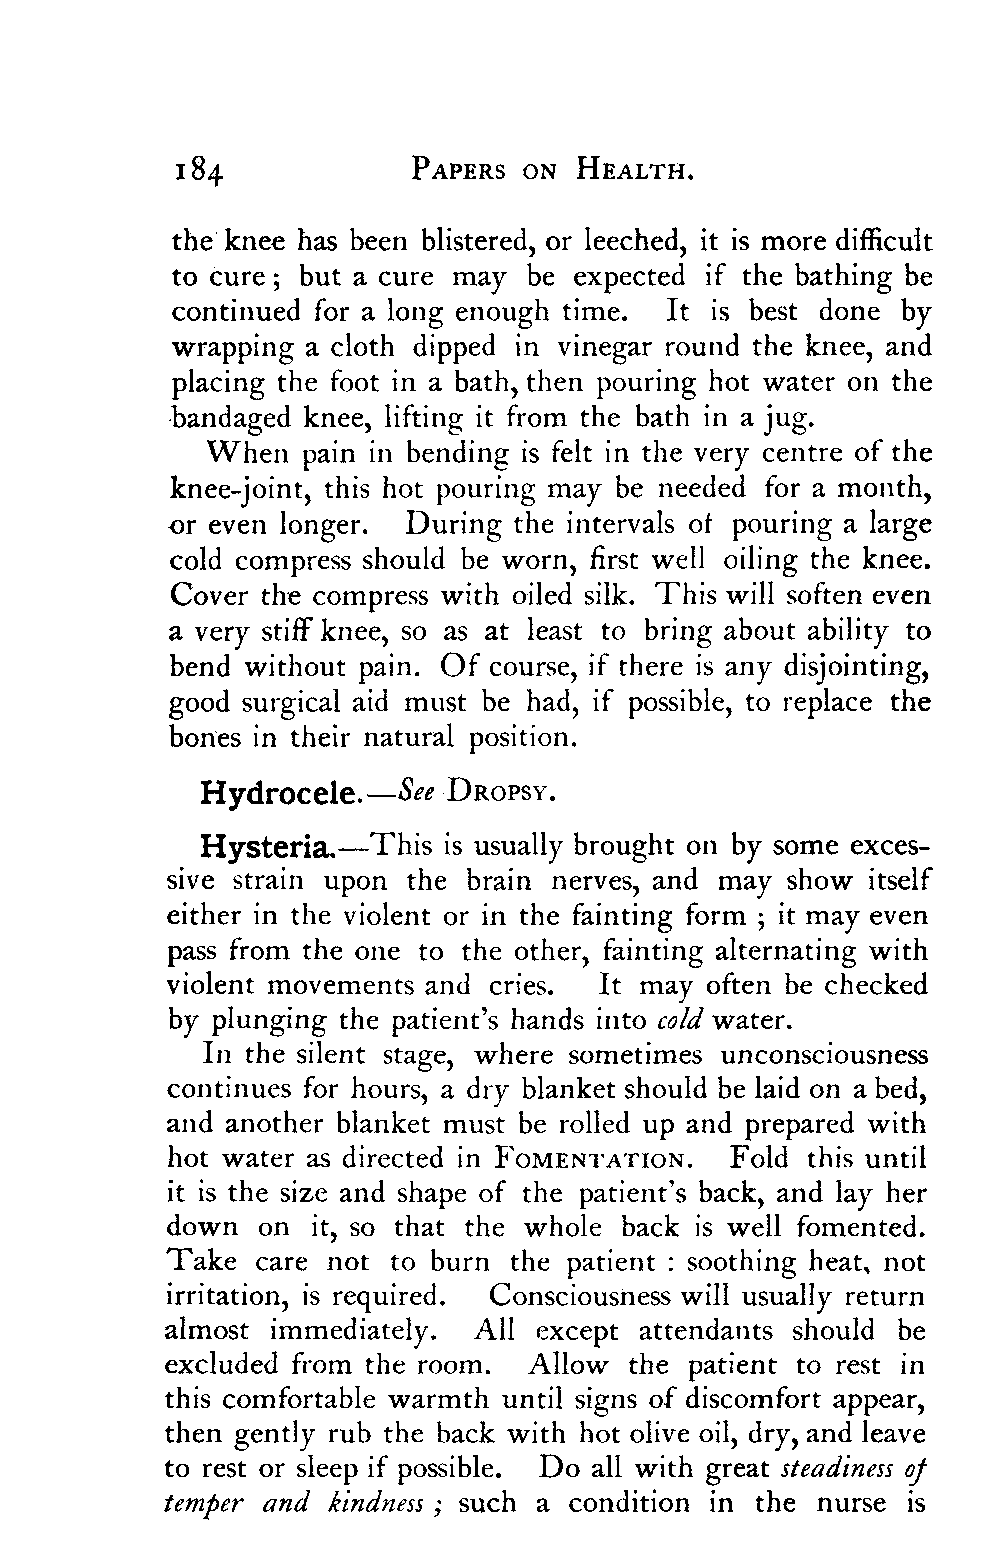 184 PAPERS ON HEALTH.
the knee has been blistered, or leeched, it is more difficult
to cure; but a cure may be expected if the bathing be
continued for a long enough time. It is best done by
wrapping a cloth dipped in vinegar round the knee, and
placing the foot in a bath, then pouring hot water on the
bandaged knee, lifting it from the bath in a jug.
When pain in bending is felt in the very centre of the
knee-joint, this hot pouring may be needed for a month,
or even longer. During the intervals of pouring a large
cold compress should be worn, first well oiling the knee.
Cover the compress with oiled silk. This will soften even
a very stiff knee, so as at least to bring about ability to
bend without pain. Of course, if there is any disjointing,
good surgical aid must be had, if possible, to replace the
bones in their natural position.
Hydrocele.—See DROPSY.
Hysteria.—This is usually brought on by some exces-
sive strain upon the brain nerves, and may show itself
either in the violent or in the fainting form ; it may even
pass from the one to the other, fainting alternating with
violent movements and cries. It may often be checked
by plunging the patient's hands into cold water.
In the silent stage, where sometimes unconsciousness
continues for hours, a dry blanket should be laid on a bed,
and another blanket must be rolled up and prepared with
hot water as directed in FOMENTATION. Fold this until
it is the size and shape of the patient's back, and lay her
down on it, so that the whole back is well fomented.
Take care not to burn the patient : soothing heat, not
irritation, is required. Consciousness will usually return
almost immediately. All except attendants should be
excluded from the room. Allow the patient to rest in
this comfortable warmth until signs of discomfort appear,
then gently rub the back with hot olive oil, dry, and leave
to rest or sleep if possible. Do all with great steadiness of
temper and kindness ; such a condition in the nurse is